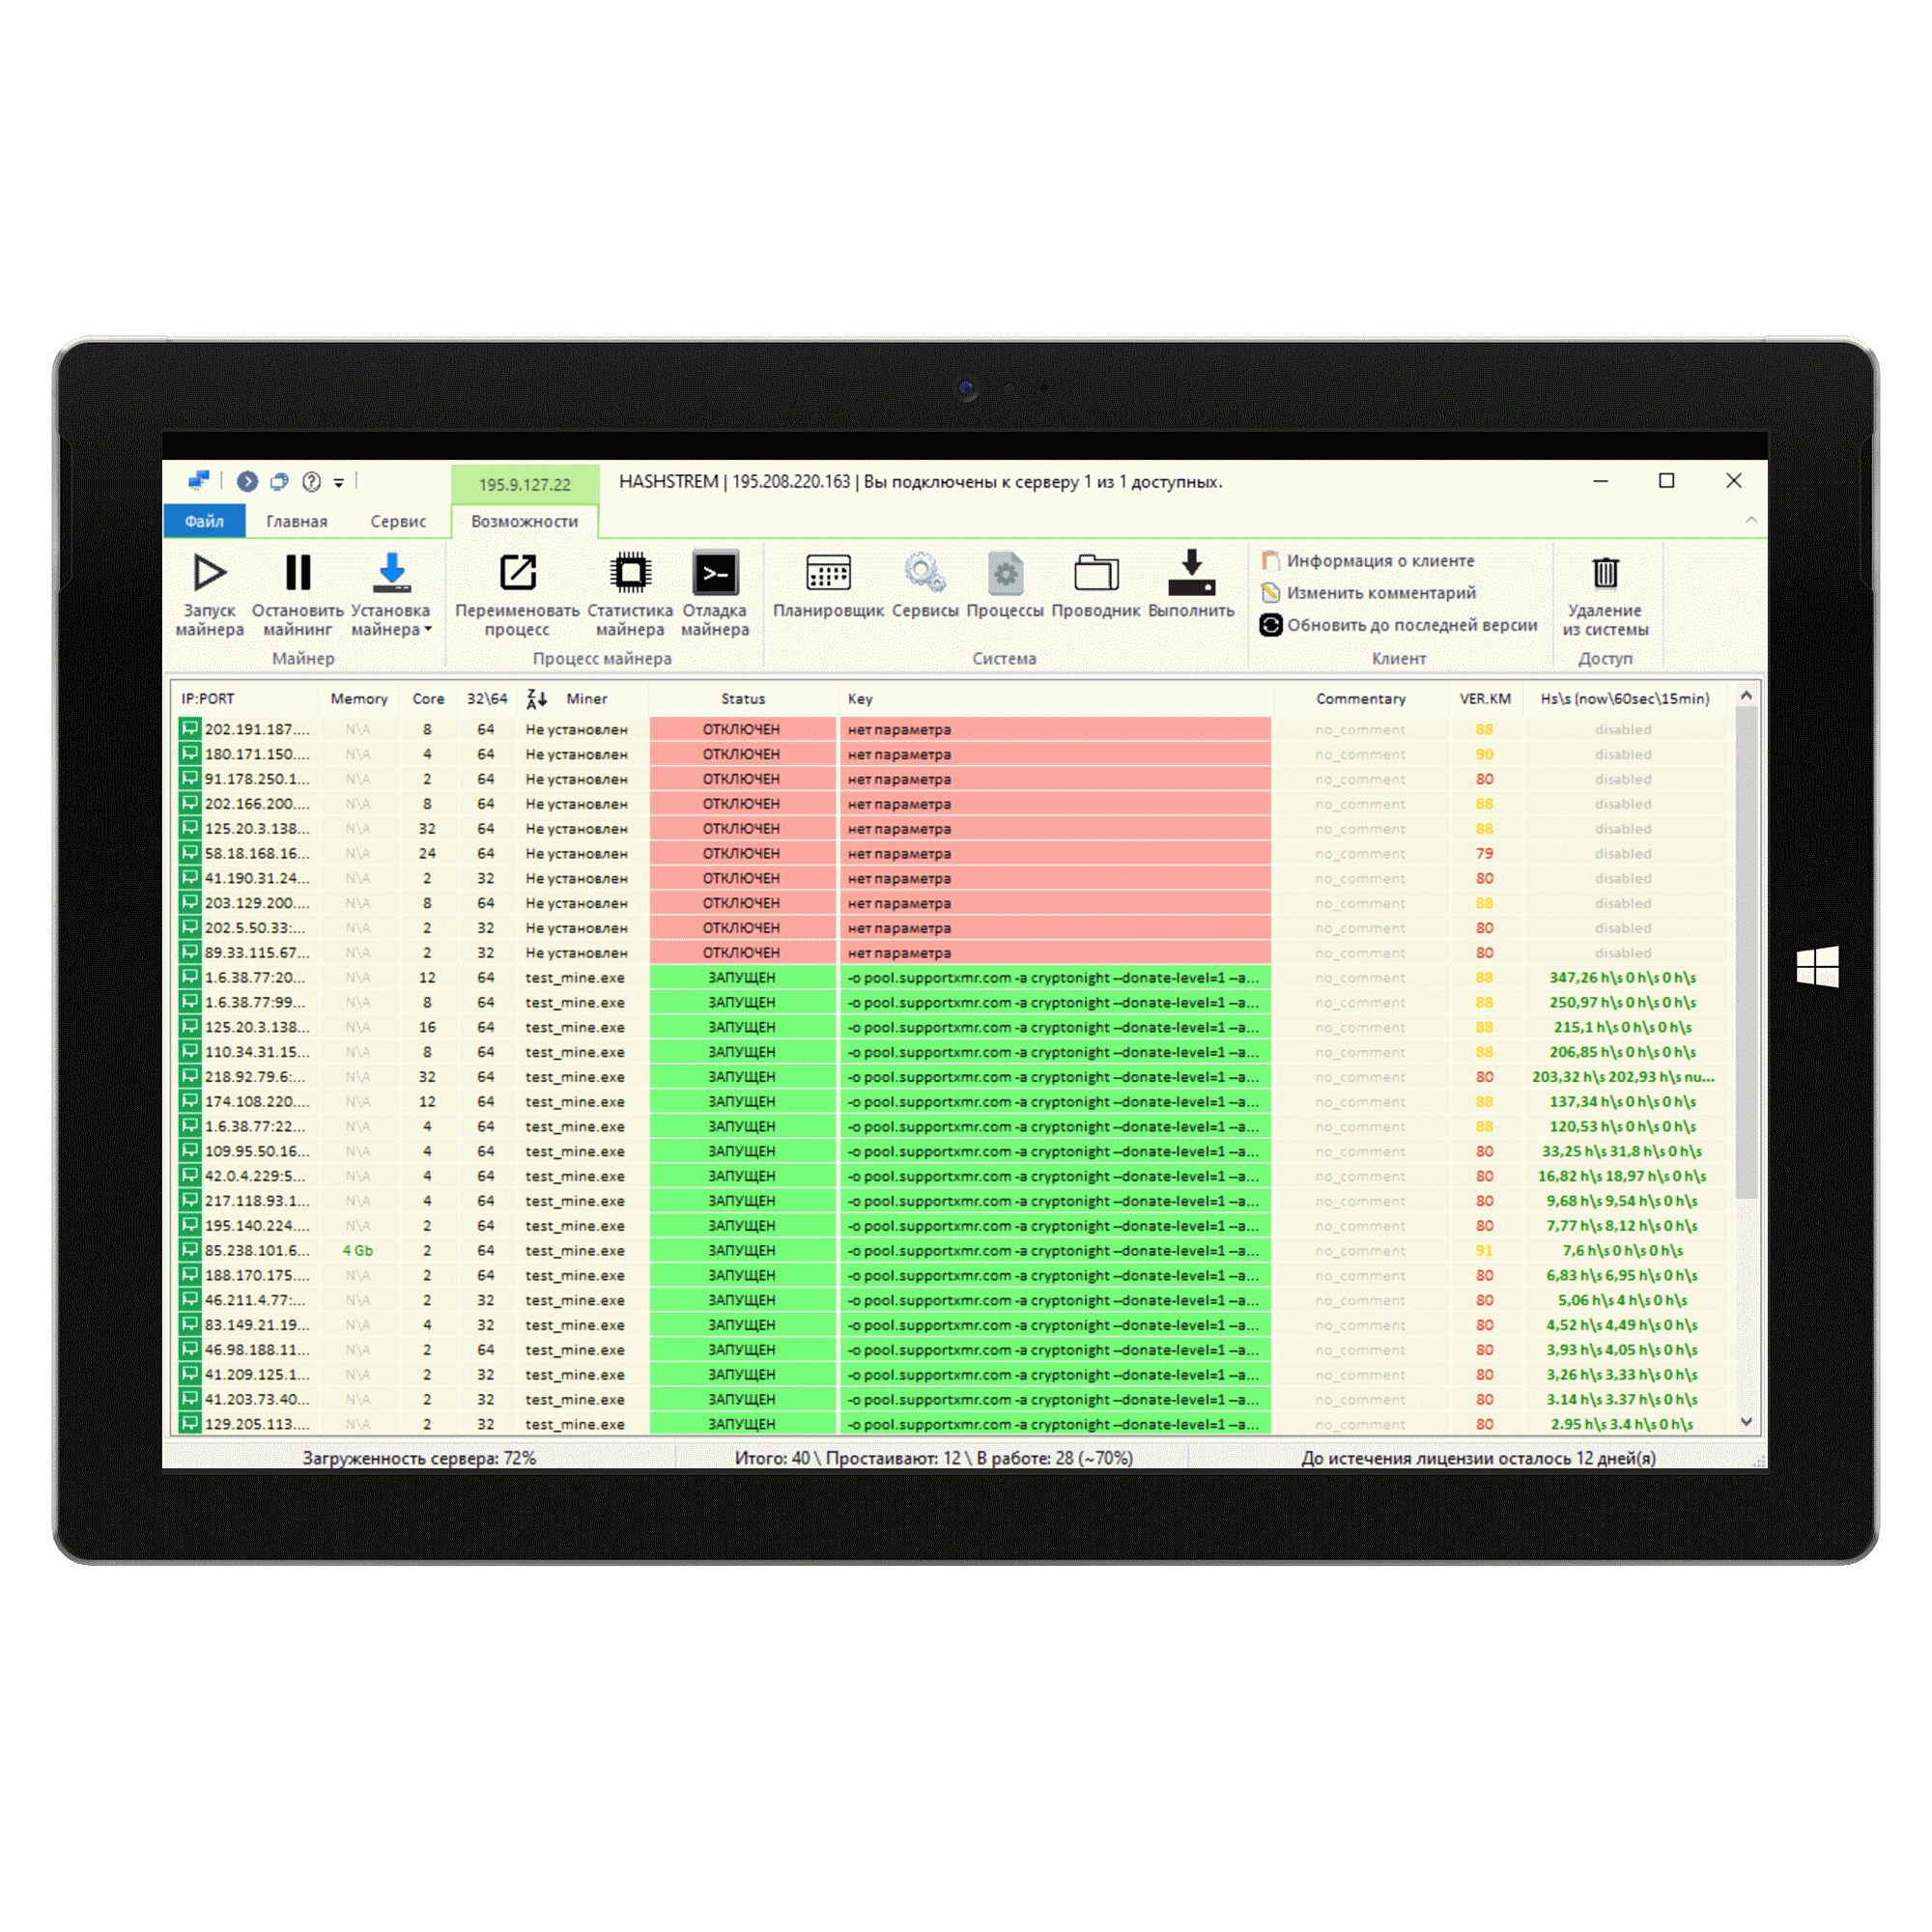 195.9.127.22 HASHSTREM | 195.208.220.163 | Вы подключены к серверу 1 из 1 доступных.
Файл Главная Сервис Возможности
Запуск майнера Остановить майнинг Установка майнера Переименовать процесс Статистика майнера Отладка майнера Планировщик Сервисы Процессы Проводник Выполнить Информация о клиенте Удаление из системы
Изменить комментарий
Обновить до последней версии
Майнер Процесс майнера Система Клиент Доступ
IP:PORT Memory Core 32\64 Miner Status Key Commentary VER.KM Hs\s (now\60sec\15min)
202.191.187.... N\A 8 64 Не установлен ОТКЛЮЧЕН нет параметра no_comment 88 disabled
180.171.150.... N\A 4 64 Не установлен ОТКЛЮЧЕН нет параметра no_comment 90 disabled
91.178.250.1... N\A 2 64 Не установлен ОТКЛЮЧЕН нет параметра no_comment 80 disabled
202.166.200.... N\A 8 64 Не установлен ОТКЛЮЧЕН нет параметра no_comment 88 disabled
125.20.3.138... N\A 32 64 Не установлен ОТКЛЮЧЕН нет параметра no_comment 88 disabled
58.18.168.16... N\A 24 64 Не установлен ОТКЛЮЧЕН нет параметра no_comment 79 disabled
41.190.31.24... N\A 2 32 Не установлен ОТКЛЮЧЕН нет параметра no_comment 80 disabled
203.129.200.... N\A 8 64 Не установлен ОТКЛЮЧЕН нет параметра no_comment 88 disabled
202.5.50.33:... N\A 2 32 Не установлен ОТКЛЮЧЕН нет параметра no_comment 80 disabled
89.33.115.67... N\A 2 32 Не установлен ОТКЛЮЧЕН нет параметра no_comment 80 disabled
1.6.38.77:20... N\A 12 64 test_mine.exe ЗАПУЩЕН -o pool.supportxmr.com -a cryptonight --donate-level=1 --a... no_comment 88 347,26 h\s 0 h\s 0 h\s
1.6.38.77:99... N\A 8 64 test_mine.exe ЗАПУЩЕН -o pool.supportxmr.com -a cryptonight --donate-level=1 --a... no_comment 88 250,97 h\s 0 h\s 0 h\s
125.20.3.138... N\A 16 64 test_mine.exe ЗАПУЩЕН -o pool.supportxmr.com -a cryptonight --donate-level=1 --a... no_comment 88 215,1 h\s 0 h\s 0 h\s
110.34.31.15... N\A 8 64 test_mine.exe ЗАПУЩЕН -o pool.supportxmr.com -a cryptonight --donate-level=1 --a... no_comment 88 206,85 h\s 0 h\s 0 h\s
218.92.79.6:... N\A 32 64 test_mine.exe ЗАПУЩЕН -o pool.supportxmr.com -a cryptonight --donate-level=1 --a... no_comment 80 203,32 h\s 202,93 h\s nu...
174.108.220.... N\A 12 64 test_mine.exe ЗАПУЩЕН -o pool.supportxmr.com -a cryptonight --donate-level=1 --a... no_comment 88 137,34 h\s 0 h\s 0 h\s
1.6.38.77:22... N\A 4 64 test_mine.exe ЗАПУЩЕН -o pool.supportxmr.com -a cryptonight --donate-level=1 --a... no_comment 88 120,53 h\s 0 h\s 0 h\s
109.95.50.16... N\A 4 64 test_mine.exe ЗАПУЩЕН -o pool.supportxmr.com -a cryptonight --donate-level=1 --a... no_comment 80 33,25 h\s 31,8 h\s 0 h\s
42.0.4.229:5... N\A 4 64 test_mine.exe ЗАПУЩЕН -o pool.supportxmr.com -a cryptonight --donate-level=1 --a... no_comment 80 16,82 h\s 18,97 h\s 0 h\s
217.118.93.1... N\A 4 64 test_mine.exe ЗАПУЩЕН -o pool.supportxmr.com -a cryptonight --donate-level=1 --a... no_comment 80 9,68 h\s 9,54 h\s 0 h\s
195.140.224.... N\A 2 64 test_mine.exe ЗАПУЩЕН -o pool.supportxmr.com -a cryptonight --donate-level=1 --a... no_comment 80 7,77 h\s 8,12 h\s 0 h\s
85.238.101.6... 4 Gb 2 64 test_mine.exe ЗАПУЩЕН -o pool.supportxmr.com -a cryptonight --donate-level=1 --a... no_comment 91 7,6 h\s 0 h\s 0 h\s
188.170.175.... N\A 2 64 test_mine.exe ЗАПУЩЕН -o pool.supportxmr.com -a cryptonight --donate-level=1 --a... no_comment 80 6,83 h\s 6,95 h\s 0 h\s
46.211.4.77:... N\A 2 32 test_mine.exe ЗАПУЩЕН -o pool.supportxmr.com -a cryptonight --donate-level=1 --a... no_comment 80 5,06 h\s 4 h\s 0 h\s
83.149.21.19... N\A 4 32 test_mine.exe ЗАПУЩЕН -o pool.supportxmr.com -a cryptonight --donate-level=1 --a... no_comment 80 4,52 h\s 4,49 h\s 0 h\s
46.98.188.11... N\A 2 64 test_mine.exe ЗАПУЩЕН -o pool.supportxmr.com -a cryptonight --donate-level=1 --a... no_comment 80 3,93 h\s 4,05 h\s 0 h\s
41.209.125.1... N\A 2 32 test_mine.exe ЗАПУЩЕН -o pool.supportxmr.com -a cryptonight --donate-level=1 --a... no_comment 80 3,26 h\s 3,33 h\s 0 h\s
41.203.73.40... N\A 2 32 test_mine.exe ЗАПУЩЕН -o pool.supportxmr.com -a cryptonight --donate-level=1 --a... no_comment 80 3.14 h\s 3.37 h\s 0 h\s
129.205.113.... N\A 2 32 test_mine.exe ЗАПУЩЕН -o pool.supportxmr.com -a cryptonight --donate-level=1 --a... no_comment 80 2.95 h\s 3.4 h\s 0 h\s
Загруженность сервера: 72% Итого: 40 \ Простаивают: 12 \ В работе: 28 (~70%) До истечения лицензии осталось 12 дней(я)